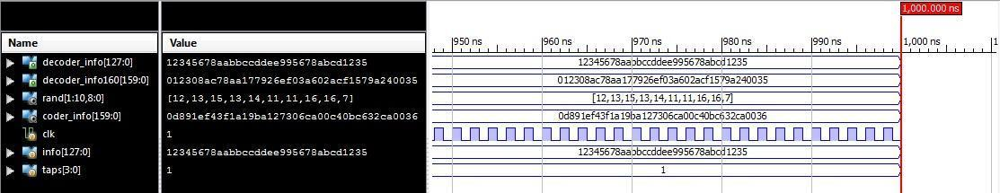 1,000.000 ns
Name Value 950 ns 960 ns 970 ns 980 ns 990 ns 1,000 ns 1
decoder_info[127:0] 12345678aabbccddee995678abcd1235 12345678aabbccddee995678abcd1235
decoder_info160[159:0] 012308ac78aa177926ef03a602acf1579a240035 012308ac78aa177926ef03a602acf1579a240035
rand[1:10,8:0] [12,13,15,13,14,11,11,16,16,7] [12,13,15,13,14,11,11,16,16,7]
coder_info[159:0] 0d891ef43f1a19ba127306ca00c40bc632ca0036 0d891ef43f1a19ba127306ca00c40bc632ca0036
clk 1
info[127:0] 12345678aabbccddee995678abcd1235 12345678aabbccddee995678abcd1235
taps[3:0] 1 1